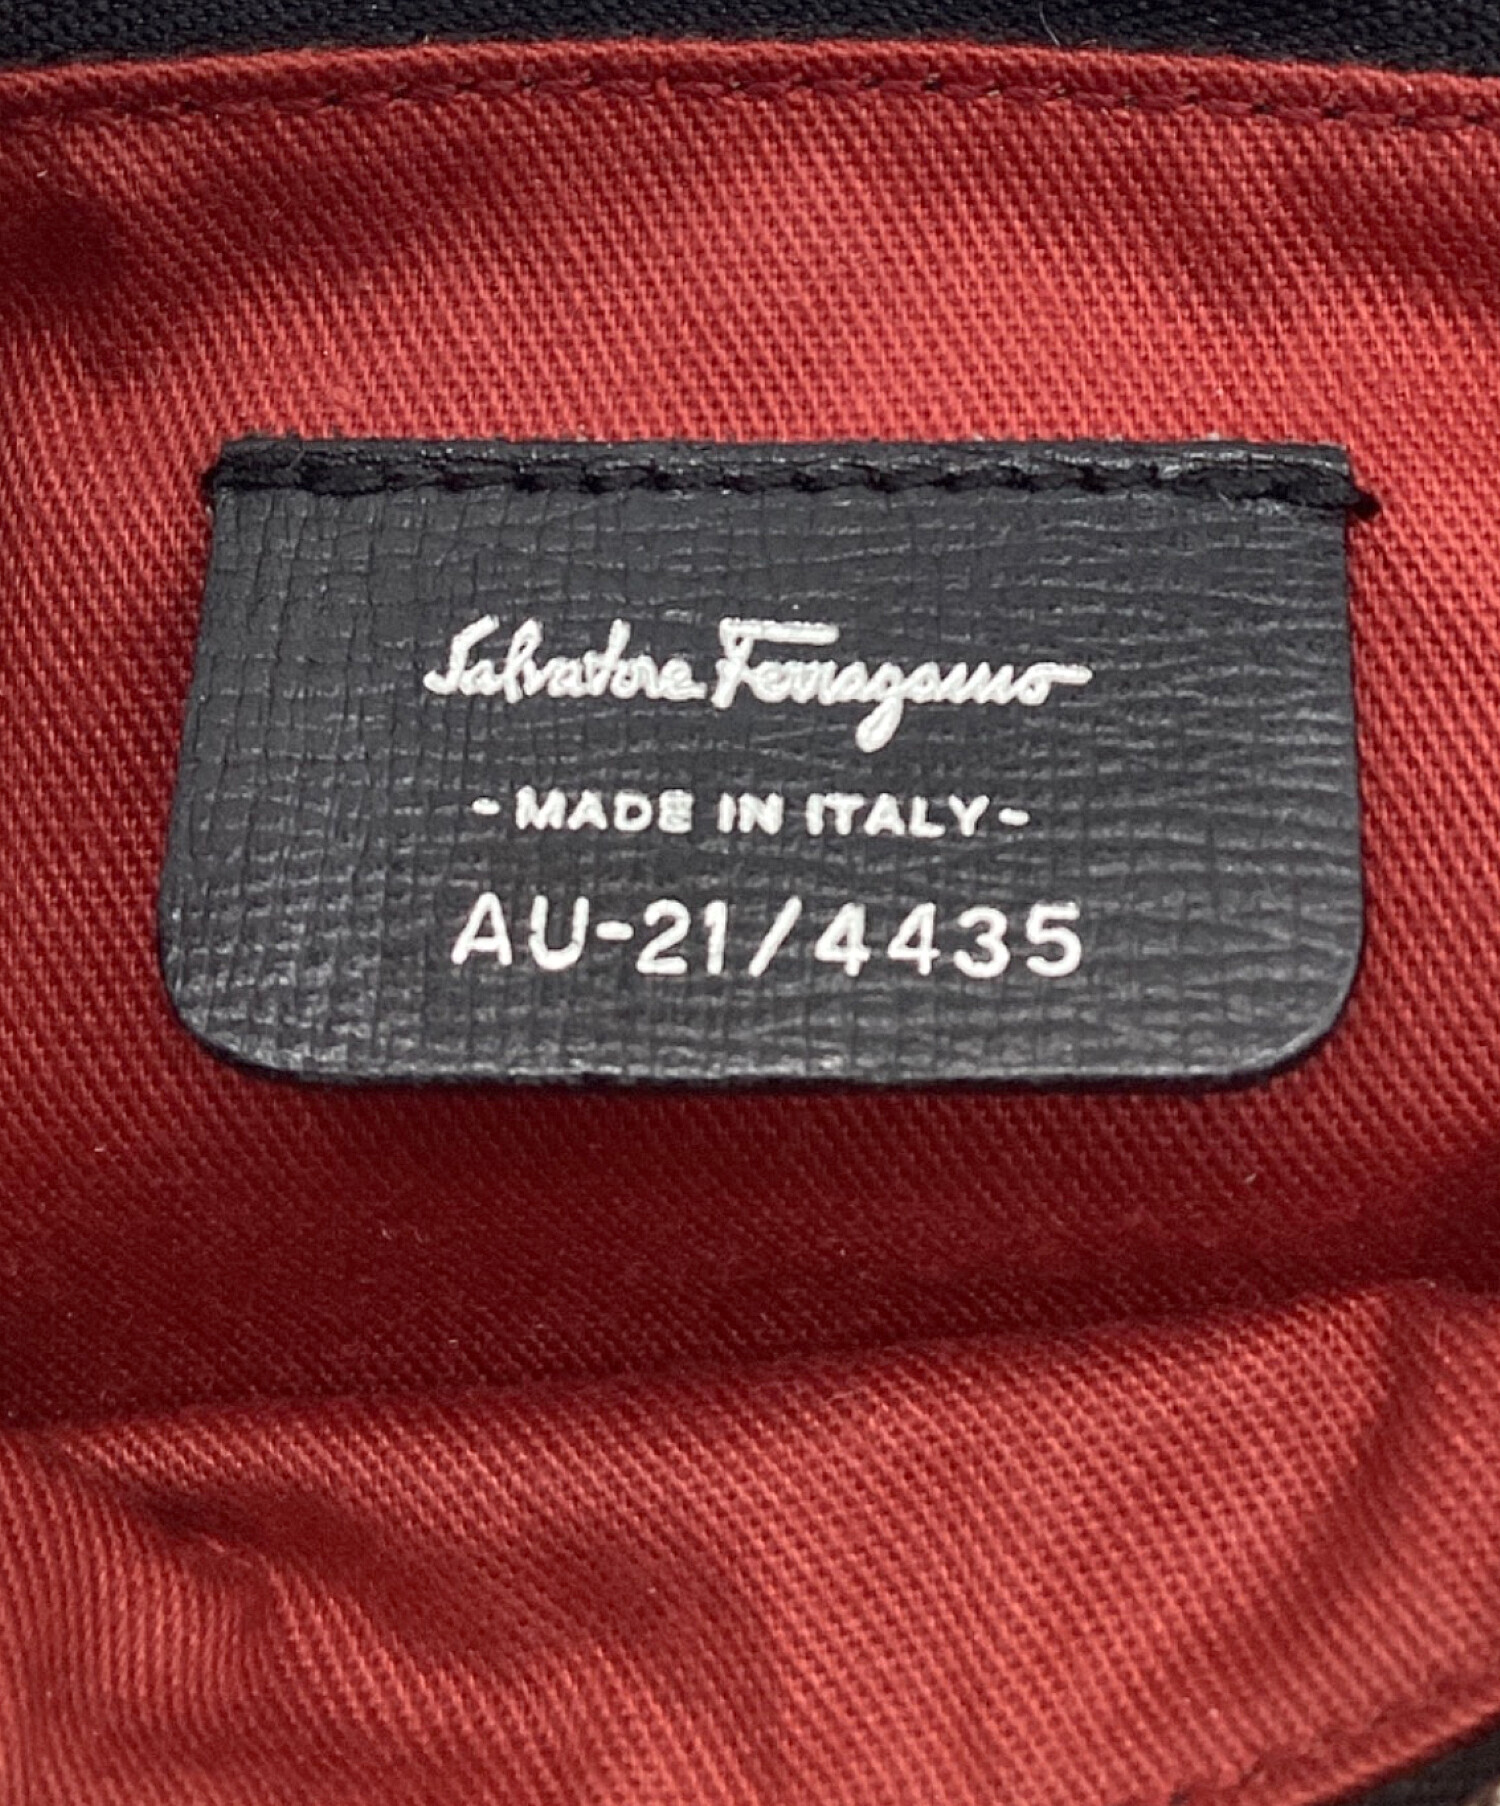 Salvatore Ferragamo
- MADE IN ITALY -
AU-21/4435